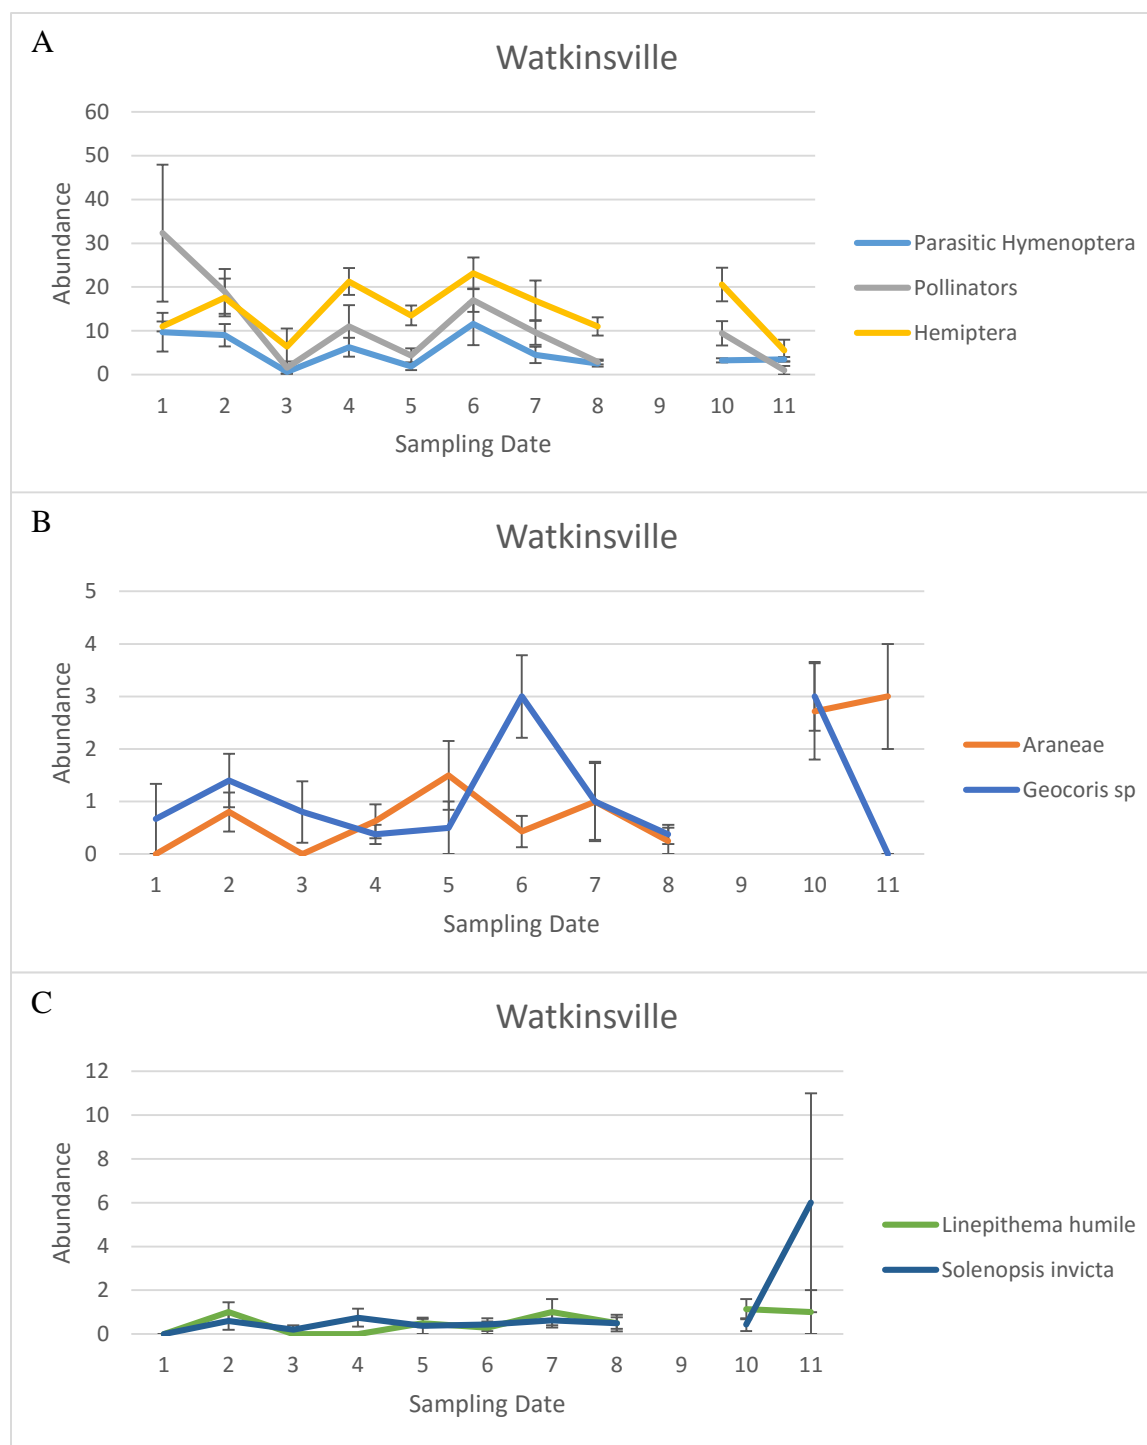 A
Watkinsville
60
50
40
30
20
10
0
Abundance
1 2 3 4 5 6 7 8 9 10 11
Sampling Date
Parasitic Hymenoptera
Pollinators
Hemiptera
B
Watkinsville
5
4
3
2
1
0
Abundance
1 2 3 4 5 6 7 8 9 10 11
Sampling Date
Araneae
Geocoris sp
C
Watkinsville
12
10
8
6
4
2
0
Abundance
1 2 3 4 5 6 7 8 9 10 11
Sampling Date
Linepithema humile
Solenopsis invicta